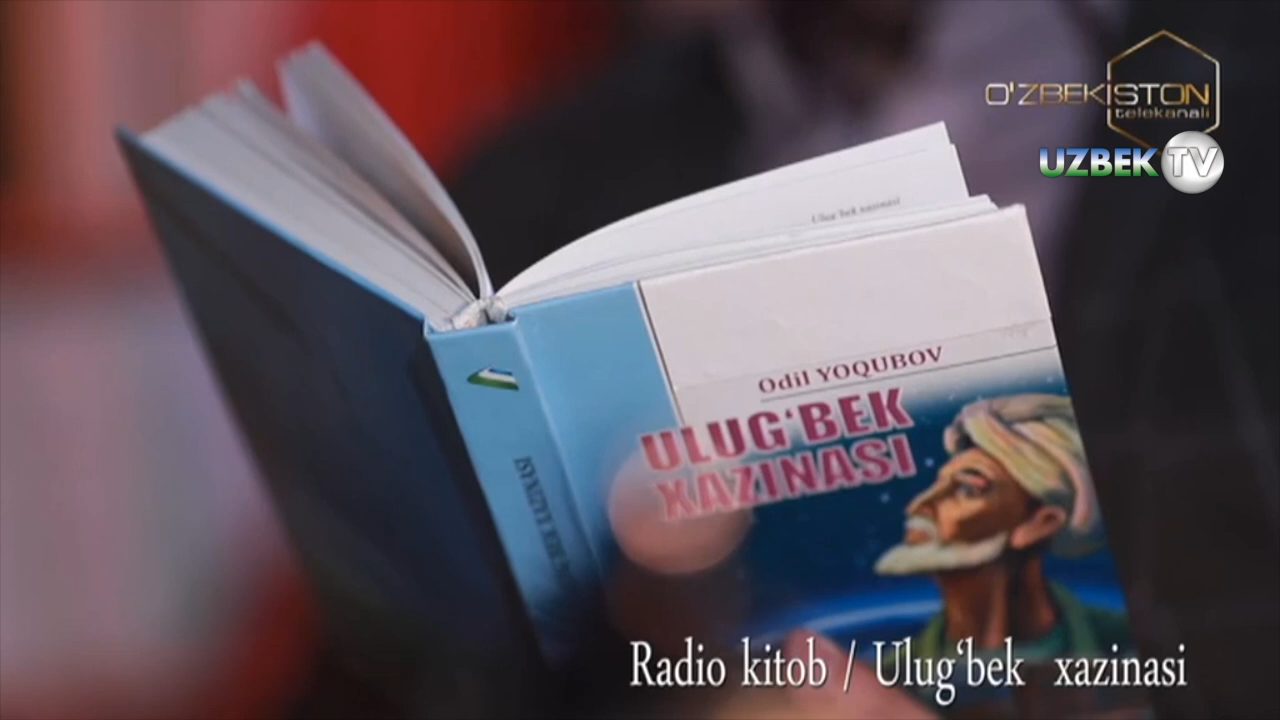 O'ZBEKISTON
telekanali
UZBEK TV
Ulug'bek xazinasi
Odil YOQUBOV
ULUG‘BEK
XAZINASI
Radio kitob / Ulug‘bek xazinasi